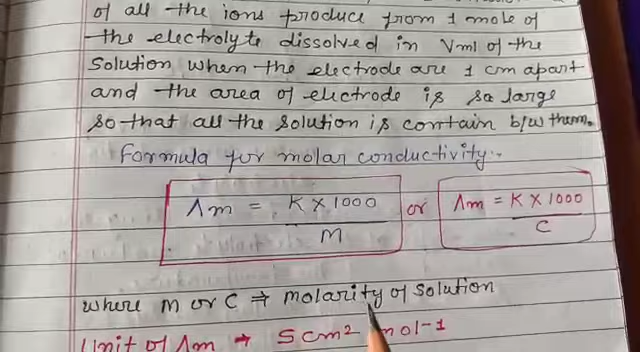 of all the ions produce from 1 mole of
the electrolyte dissolved in Vml of the
Solution when the electrode are 1 cm apart
and the area of electrode is so large
so that all the solution is contain b/w them.
Formula for molar conductivity:-
Λm = K×1000 / M or Λm = K×1000 / C
where M or C ⇒ molarity of solution
Unit of Λm → S cm² mol-1